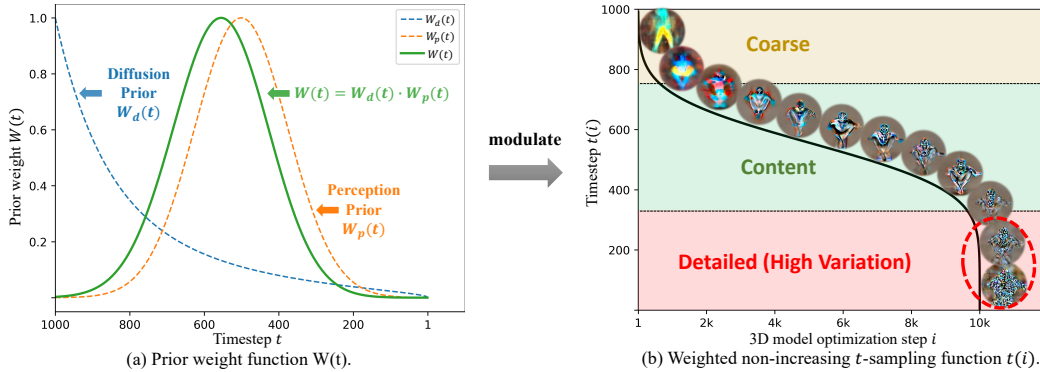 1.0
0.8
0.6
0.4
0.2
Prior weight W(t)
1000
800
600
400
200
1
Timestep t
W_d(t)
W_p(t)
W(t)
Diffusion
Prior
W_d(t)
W(t) = W_d(t) · W_p(t)
Perception
Prior
W_p(t)
(a) Prior weight function W(t).
modulate
1000
800
600
400
200
Timestep t(i)
Coarse
Content
Detailed (High Variation)
1
2k
4k
6k
8k
10k
3D model optimization step i
(b) Weighted non-increasing t-sampling function t(i).